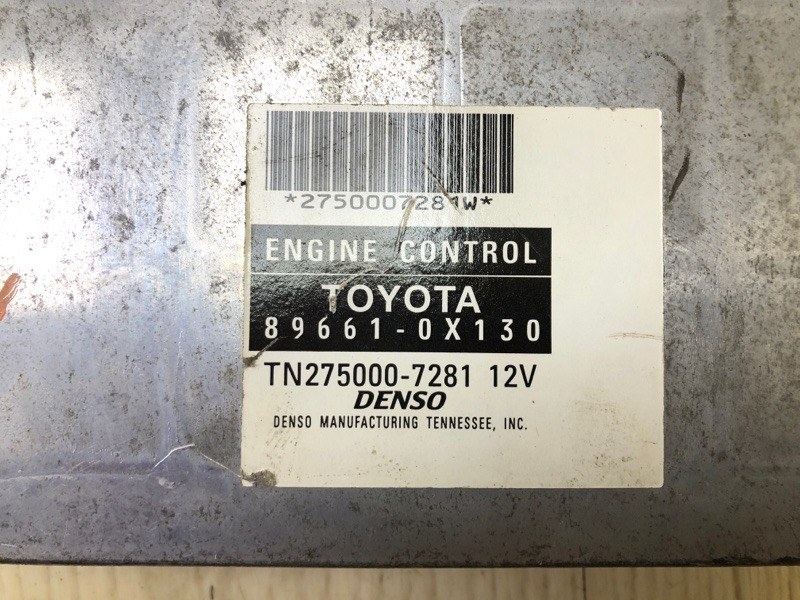 *2750007281W*
ENGINE CONTROL
TOYOTA
89661-0X130
TN275000-7281 12V
DENSO
DENSO MANUFACTURING TENNESSEE, INC.